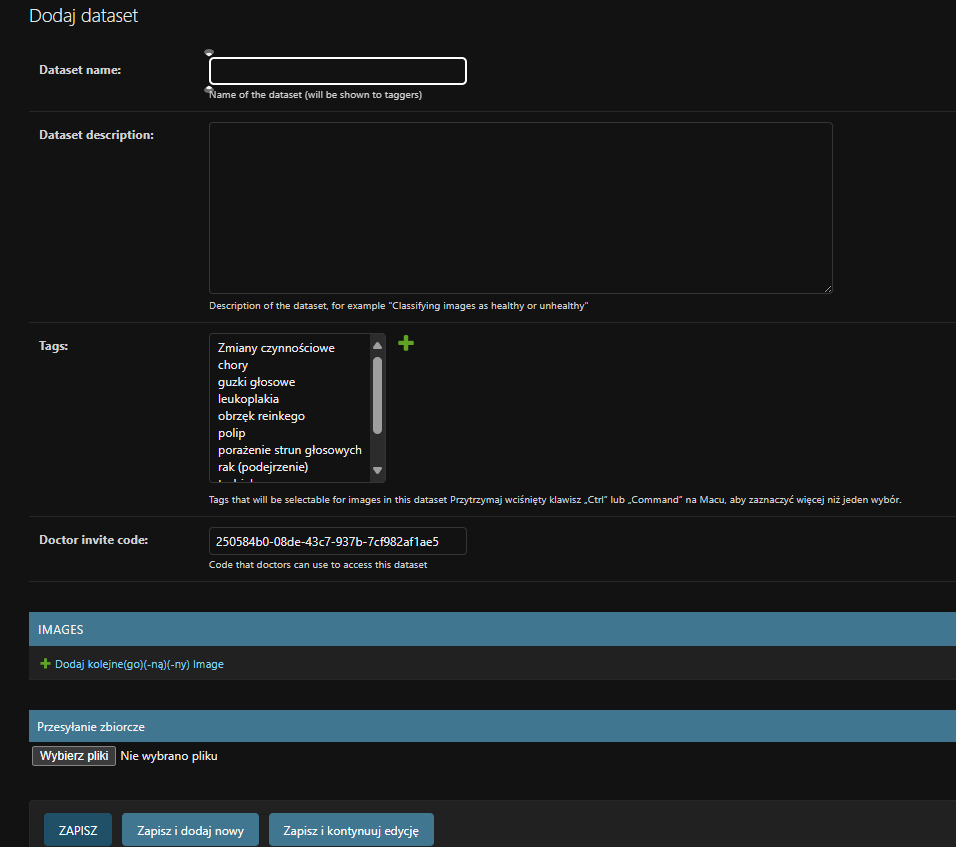 Dodaj dataset
Dataset name:
Name of the dataset (will be shown to taggers)
Dataset description:
Description of the dataset, for example "Classifying images as healthy or unhealthy"
Tags:
Zmiany czynnościowe
chory
guzki głosowe
leukoplakia
obrzęk reinkego
polip
porażenie strun głosowych
rak (podejrzenie)
Tags that will be selectable for images in this dataset Przytrzymaj wciśnięty klawisz „Ctrl" lub „Command" na Macu, aby zaznaczyć więcej niż jeden wybór.
Doctor invite code:
250584b0-08de-43c7-937b-7cf982af1ae5
Code that doctors can use to access this dataset
IMAGES
Dodaj kolejne(go)(-ną)(-ny) Image
Przesyłanie zbiorcze
Wybierz pliki Nie wybrano pliku
ZAPISZ Zapisz i dodaj nowy Zapisz i kontynuuj edycję